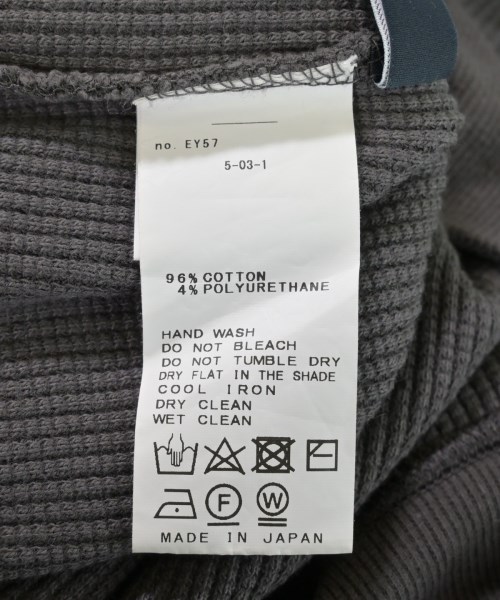 no. EY57
5-03-1
96% COTTON
4% POLYURETHANE
HAND WASH
DO NOT BLEACH
DO NOT TUMBLE DRY
DRY FLAT IN THE SHADE
COOL IRON
DRY CLEAN
WET CLEAN
F W
MADE IN JAPAN